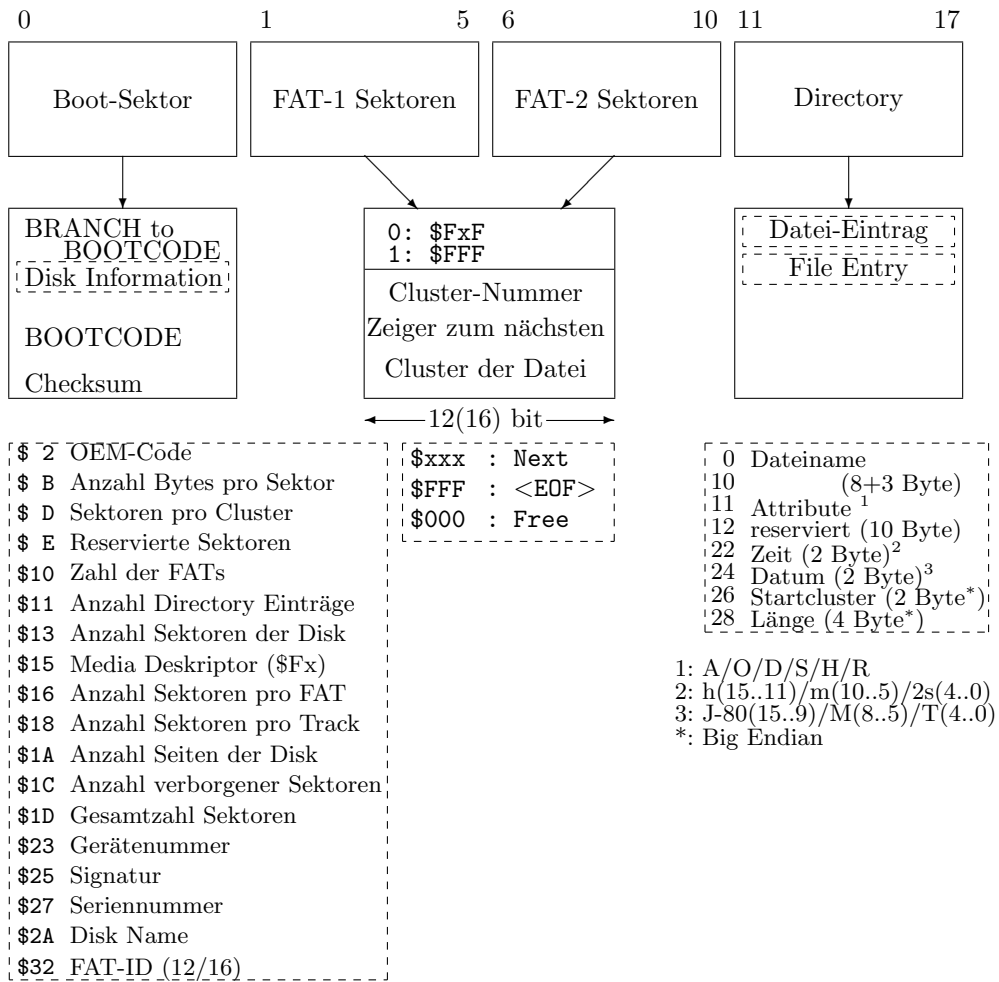 0 1 5 6 10 11 17
Boot-Sektor FAT-1 Sektoren FAT-2 Sektoren Directory
BRANCH to
BOOTCODE
Disk Information
BOOTCODE
Checksum
0: $FxF
1: $FFF
Cluster-Nummer
Zeiger zum nächsten
Cluster der Datei
12(16) bit
Datei-Eintrag
File Entry
$ 2 OEM-Code
$ B Anzahl Bytes pro Sektor
$ D Sektoren pro Cluster
$ E Reservierte Sektoren
$10 Zahl der FATs
$11 Anzahl Directory Einträge
$13 Anzahl Sektoren der Disk
$15 Media Deskriptor ($Fx)
$16 Anzahl Sektoren pro FAT
$18 Anzahl Sektoren pro Track
$1A Anzahl Seiten der Disk
$1C Anzahl verborgener Sektoren
$1D Gesamtzahl Sektoren
$23 Gerätenummer
$25 Signatur
$27 Seriennummer
$2A Disk Name
$32 FAT-ID (12/16)
$xxx : Next
$FFF : <EOF>
$000 : Free
0 Dateiname
10 (8+3 Byte)
11 Attribute ¹
12 reserviert (10 Byte)
22 Zeit (2 Byte)²
24 Datum (2 Byte)³
26 Startcluster (2 Byte*)
28 Länge (4 Byte*)
1: A/O/D/S/H/R
2: h(15..11)/m(10..5)/2s(4..0)
3: J-80(15..9)/M(8..5)/T(4..0)
*: Big Endian